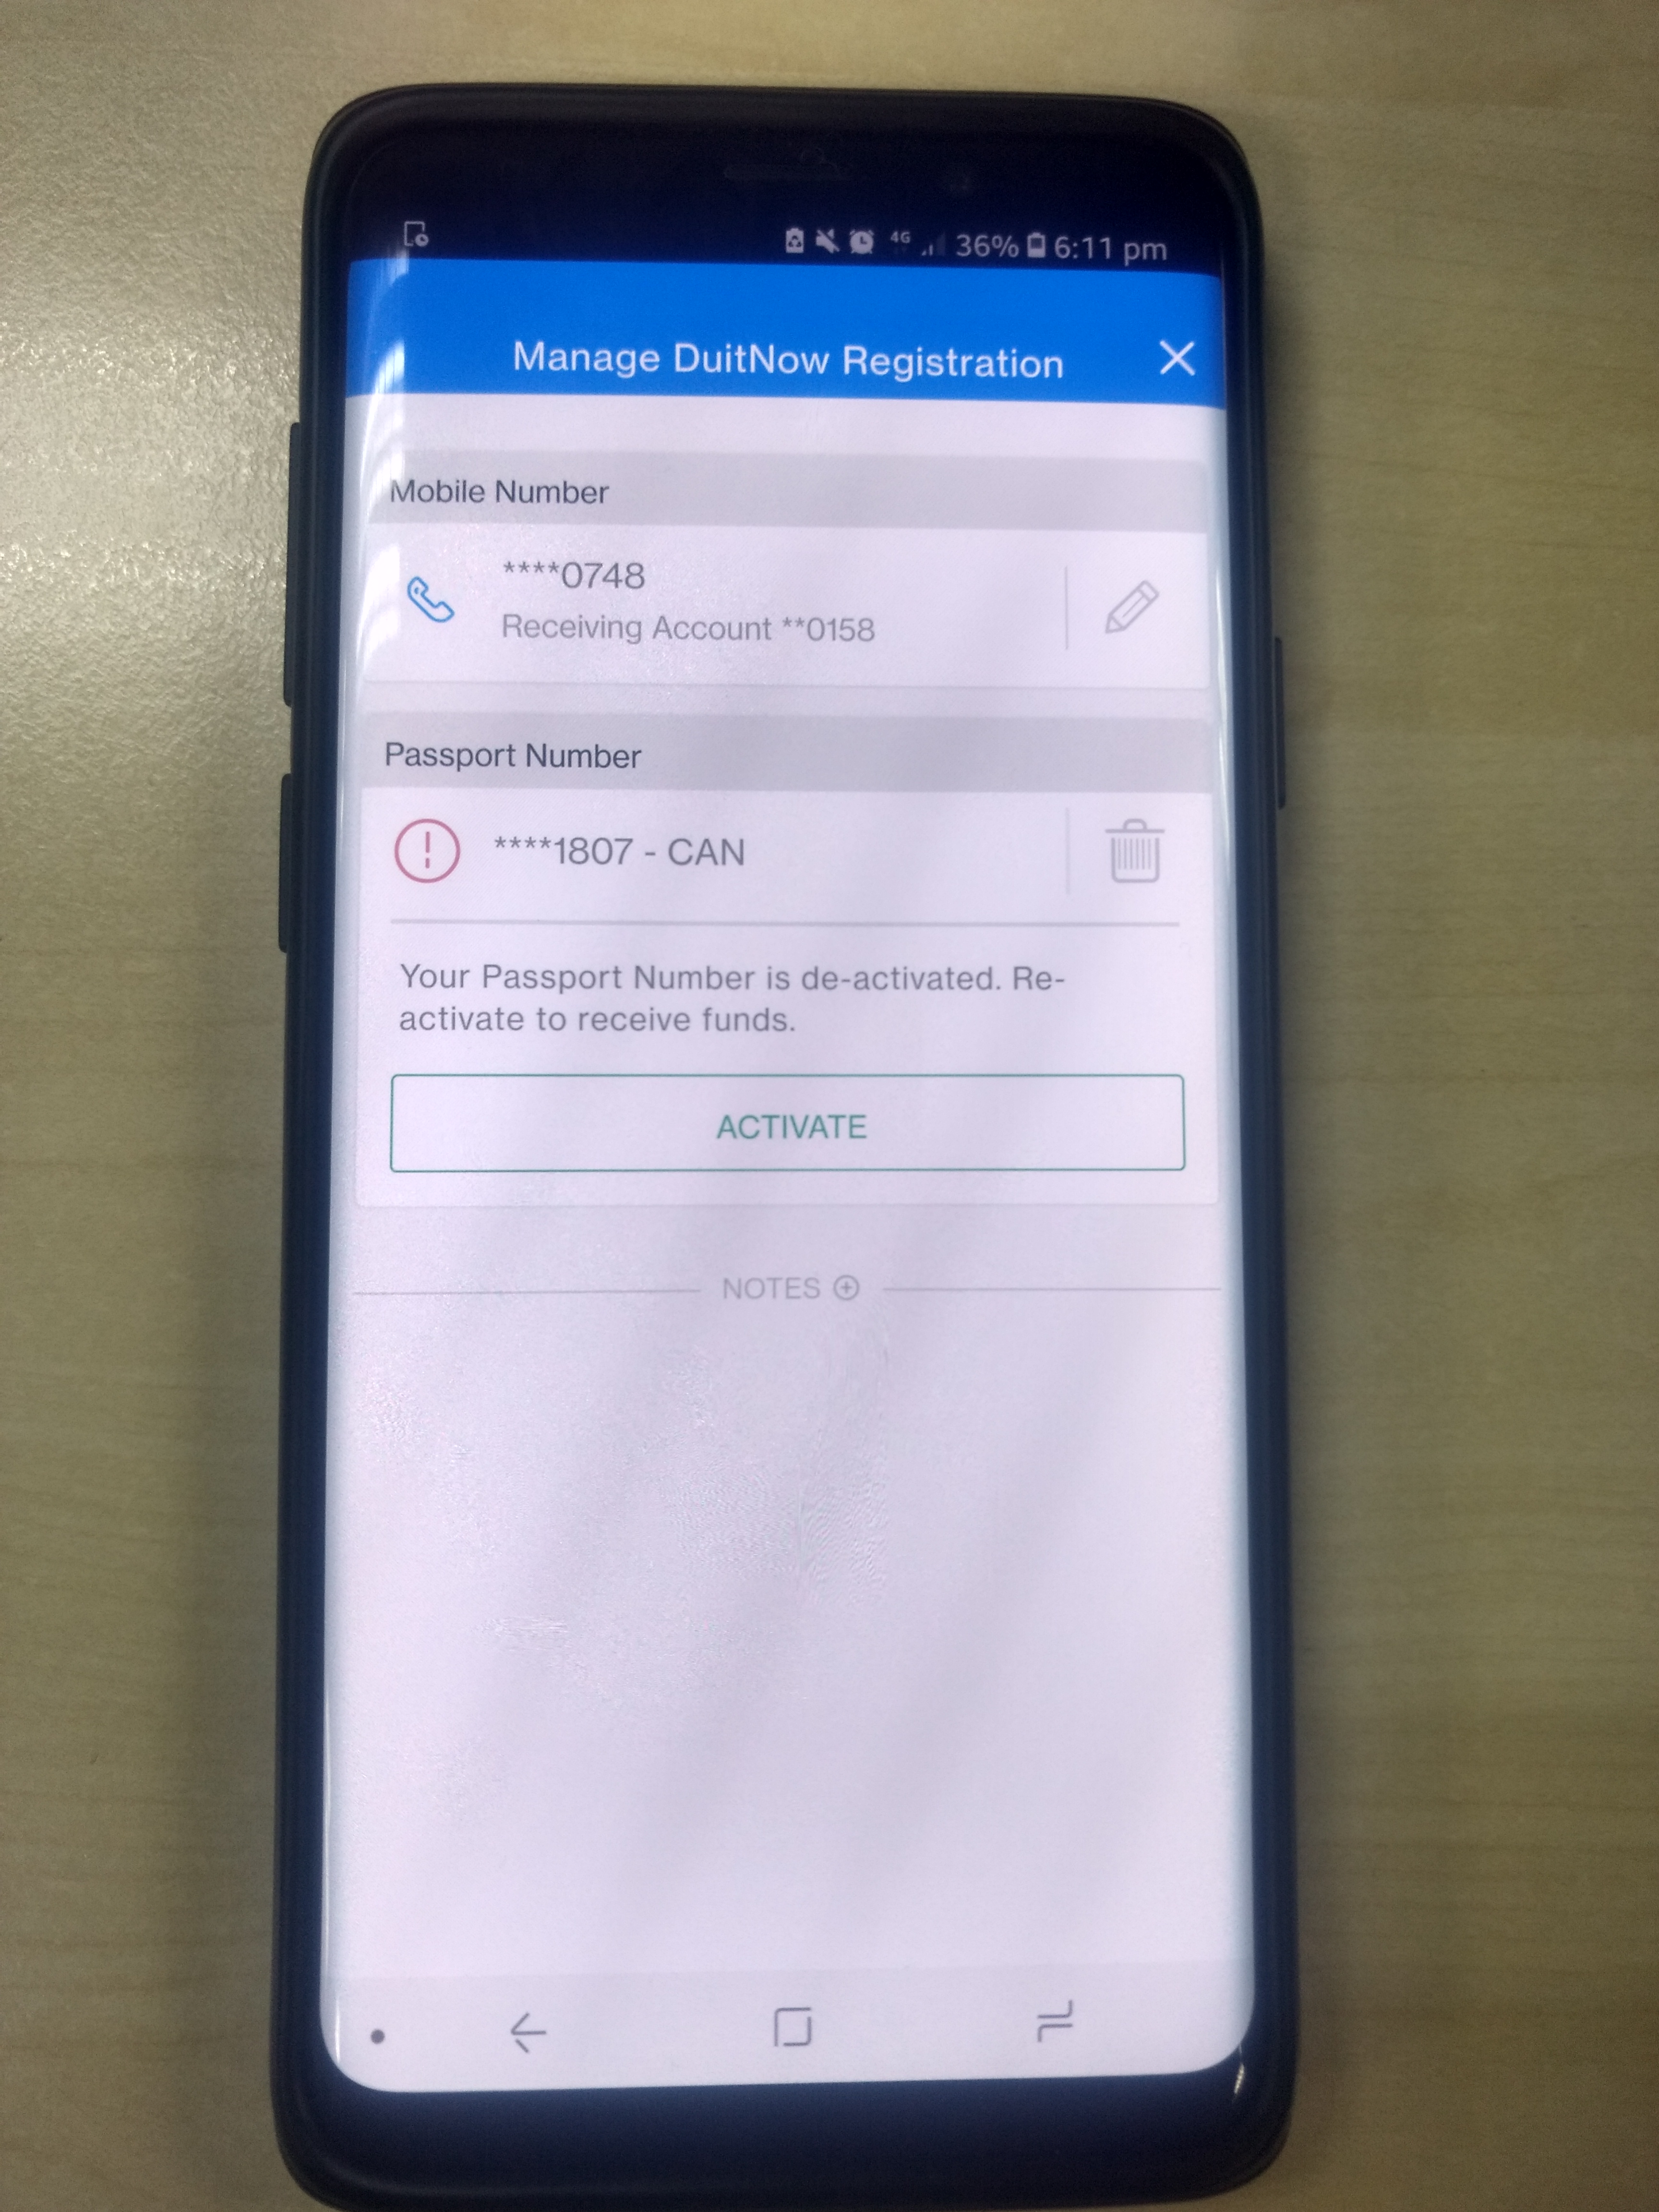 4G 36% 6:11 pm
Manage DuitNow Registration
Mobile Number
****0748
Receiving Account **0158
Passport Number
****1807 - CAN
Your Passport Number is de-activated. Re-
activate to receive funds.
ACTIVATE
NOTES